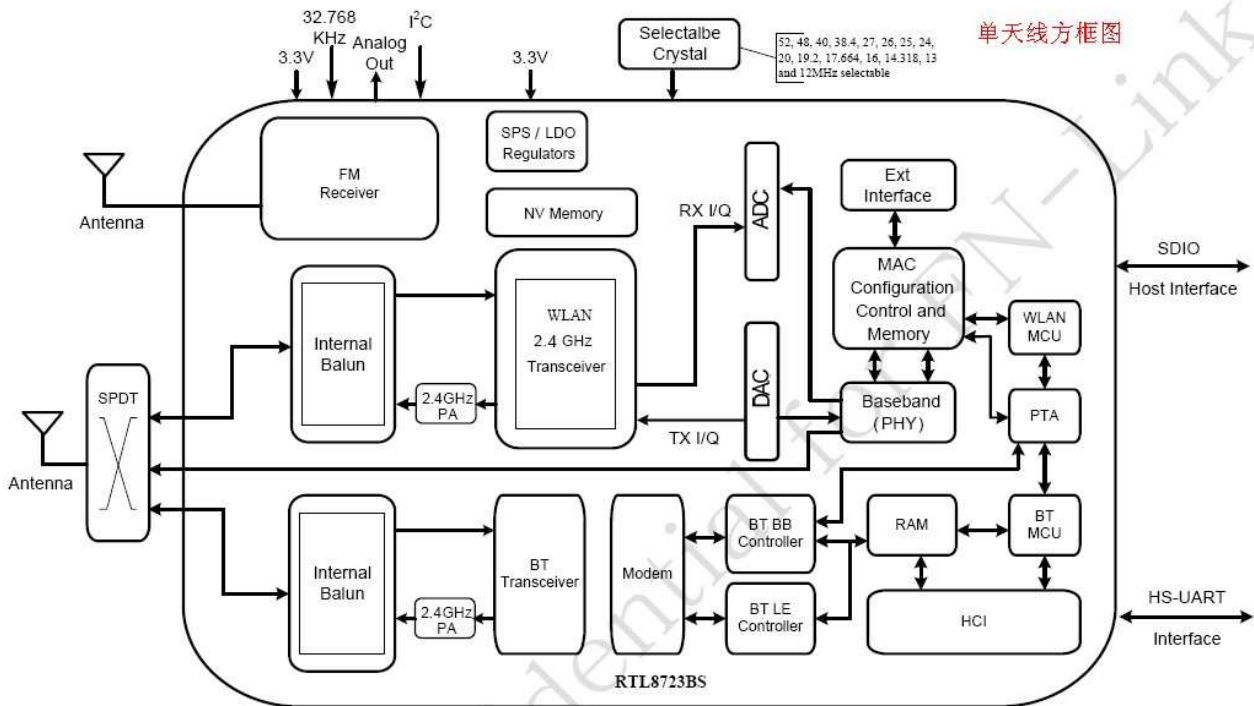 32.768
KHz
I²C
Analog
Out
3.3V
3.3V
Selectalbe
Crystal
52, 48, 40, 38.4, 27, 26, 25, 24,
20, 19.2, 17.664, 16, 14.318, 13
and 12MHz selectable
单天线方框图
FM
Receiver
SPS / LDO
Regulators
NV Memory
Antenna
RX I/Q
ADC
Ext
Interface
MAC
Configuration
Control and
Memory
SDIO
Host Interface
WLAN
MCU
Internal
Balun
WLAN
2.4 GHz
Transceiver
2.4GHz
PA
DAC
TX I/Q
Baseband
(PHY)
PTA
SPDT
Antenna
Internal
Balun
2.4GHz
PA
BT
Transceiver
Modem
BT BB
Controller
BT LE
Controller
RAM
BT
MCU
HCI
HS-UART
Interface
RTL8723BS
dential for FN-Link